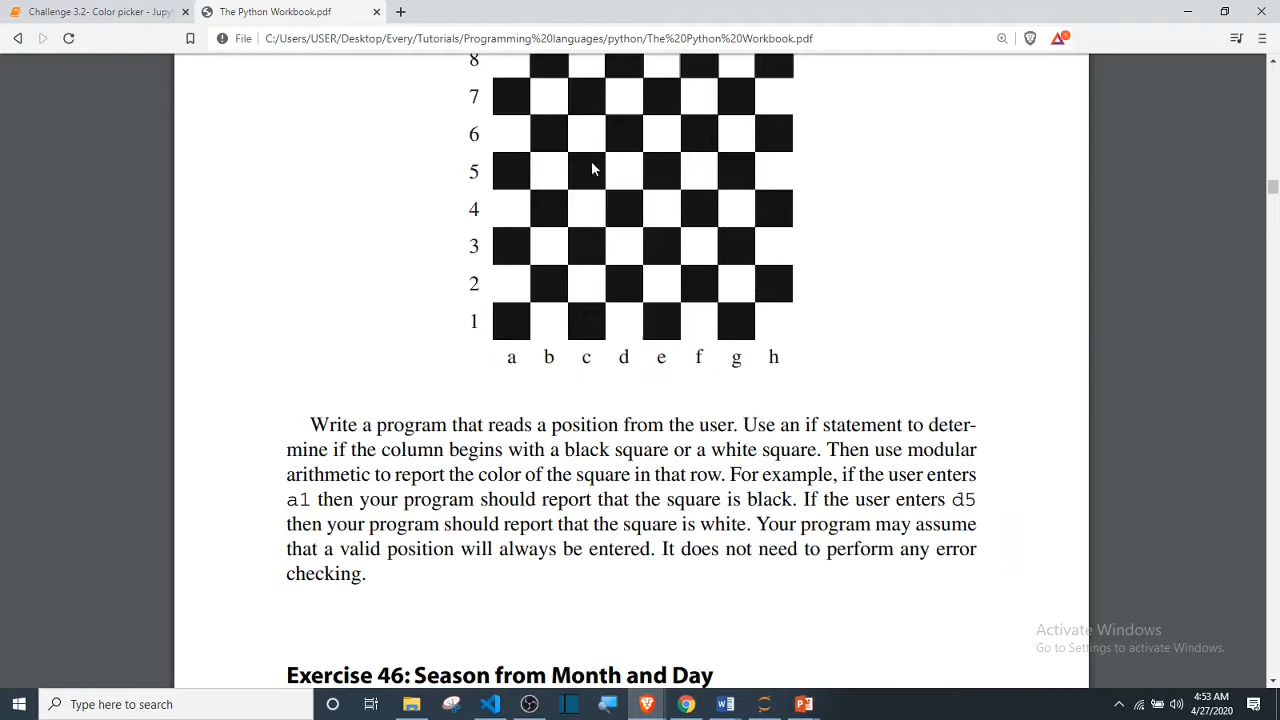 Challenge 3.2- Color picker - Jupyt
The Python Workbook.pdf
File
C:/Users/USER/Desktop/Every/Tutorials/Programming%20languages/python/The%20Python%20Workbook.pdf
1
8
7
6
5
4
3
2
1
a b c d e f g h
Write a program that reads a position from the user. Use an if statement to deter-
mine if the column begins with a black square or a white square. Then use modular
arithmetic to report the color of the square in that row. For example, if the user enters
a1 then your program should report that the square is black. If the user enters d5
then your program should report that the square is white. Your program may assume
that a valid position will always be entered. It does not need to perform any error
checking.
Activate Windows
Go to Settings to activate Windows.
Exercise 46: Season from Month and Day
Type here to search
4:53 AM
4/27/2020